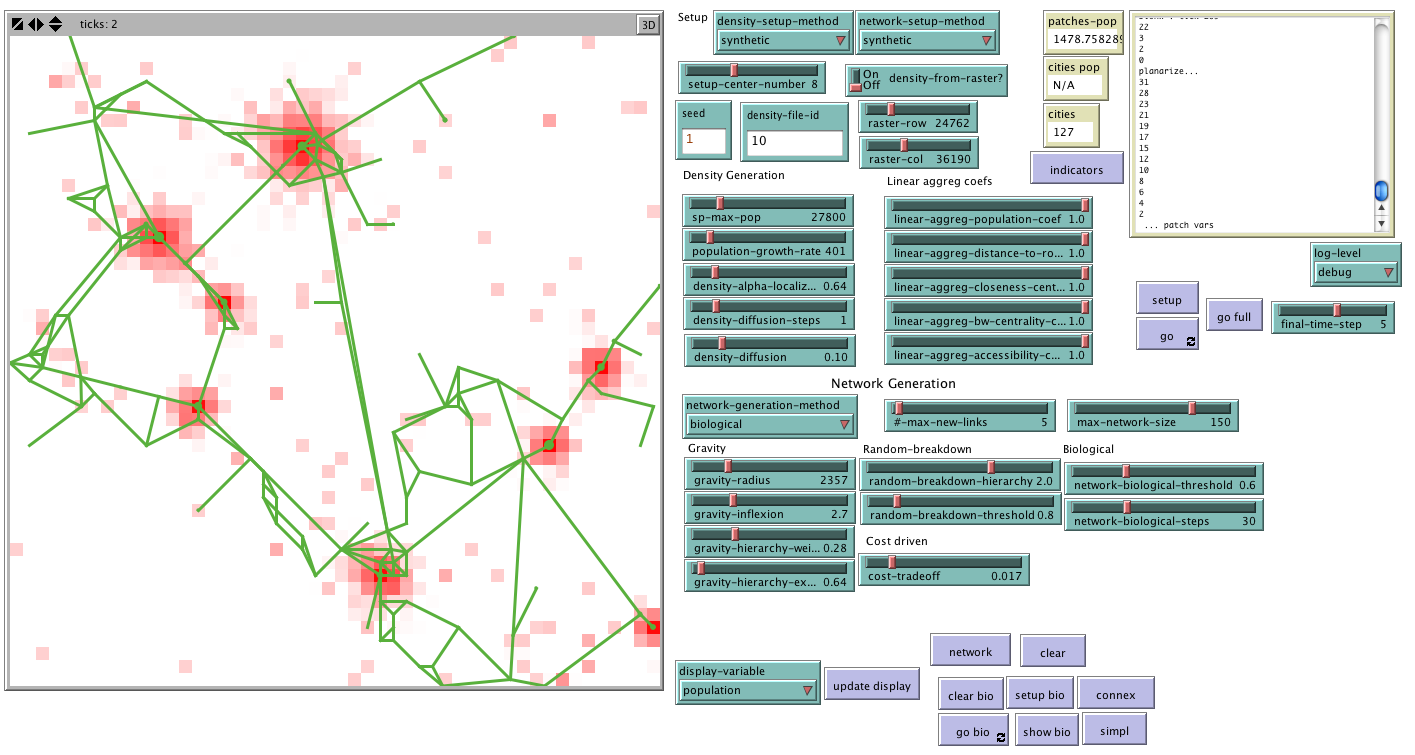 ticks: 2
3D
Setup
density-setup-method
synthetic
network-setup-method
synthetic
setup-center-number 8
On
Off
density-from-raster?
seed
1
density-file-id
10
raster-row 24762
raster-col 36190
patches-pop
cities pop
N/A
cities
127
indicators
22
3
2
0
planarize...
31
28
23
21
19
17
15
12
10
8
6
4
2
... patch vars
log-level
debug
Density Generation
sp-max-pop 27800
population-growth-rate 401
density-alpha-localiz... 0.64
density-diffusion-steps 1
density-diffusion 0.10
Linear aggreg coefs
linear-aggreg-population-coef 1.0
linear-aggreg-distance-to-ro... 1.0
linear-aggreg-closeness-cent... 1.0
linear-aggreg-bw-centrality-c... 1.0
linear-aggreg-accessibility-c... 1.0
setup
go
go full
final-time-step 5
Network Generation
network-generation-method
biological
#-max-new-links 5
max-network-size 150
Gravity
gravity-radius 2357
gravity-inflexion 2.7
gravity-hierarchy-wei... 0.28
gravity-hierarchy-ex... 0.64
Random-breakdown
random-breakdown-hierarchy 2.0
random-breakdown-threshold 0.8
Biological
network-biological-threshold 0.6
network-biological-steps 30
Cost driven
cost-tradeoff 0.017
display-variable
population
update display
network
clear
clear bio
setup bio
connex
go bio
show bio
simpl